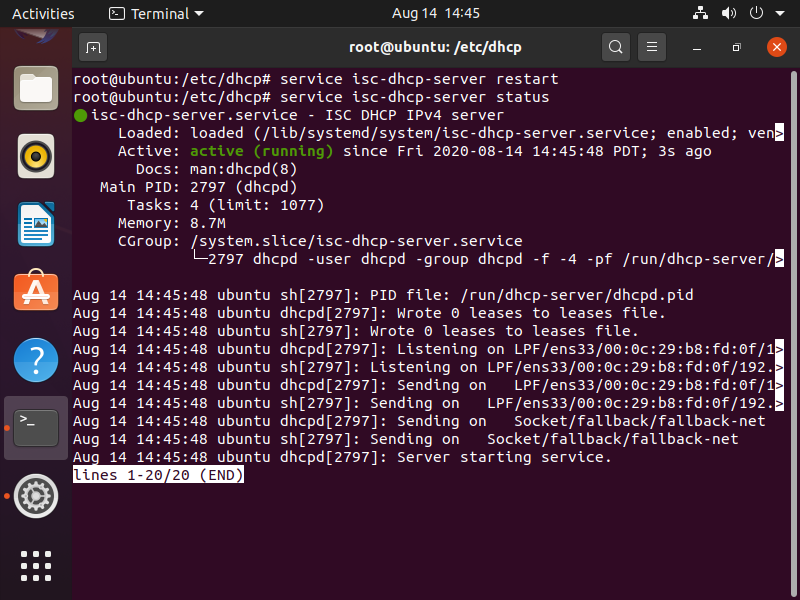 Activities Terminal Aug 14 14:45
root@ubuntu: /etc/dhcp
root@ubuntu:/etc/dhcp# service isc-dhcp-server restart
root@ubuntu:/etc/dhcp# service isc-dhcp-server status
● isc-dhcp-server.service - ISC DHCP IPv4 server
     Loaded: loaded (/lib/systemd/system/isc-dhcp-server.service; enabled; ven>
     Active: active (running) since Fri 2020-08-14 14:45:48 PDT; 3s ago
       Docs: man:dhcpd(8)
   Main PID: 2797 (dhcpd)
      Tasks: 4 (limit: 1077)
     Memory: 8.7M
     CGroup: /system.slice/isc-dhcp-server.service
             └─2797 dhcpd -user dhcpd -group dhcpd -f -4 -pf /run/dhcp-server/>
Aug 14 14:45:48 ubuntu sh[2797]: PID file: /run/dhcp-server/dhcpd.pid
Aug 14 14:45:48 ubuntu dhcpd[2797]: Wrote 0 leases to leases file.
Aug 14 14:45:48 ubuntu sh[2797]: Wrote 0 leases to leases file.
Aug 14 14:45:48 ubuntu dhcpd[2797]: Listening on LPF/ens33/00:0c:29:b8:fd:0f/1>
Aug 14 14:45:48 ubuntu sh[2797]: Listening on LPF/ens33/00:0c:29:b8:fd:0f/192.>
Aug 14 14:45:48 ubuntu dhcpd[2797]: Sending on   LPF/ens33/00:0c:29:b8:fd:0f/1>
Aug 14 14:45:48 ubuntu sh[2797]: Sending on   LPF/ens33/00:0c:29:b8:fd:0f/192.>
Aug 14 14:45:48 ubuntu dhcpd[2797]: Sending on   Socket/fallback/fallback-net
Aug 14 14:45:48 ubuntu sh[2797]: Sending on   Socket/fallback/fallback-net
Aug 14 14:45:48 ubuntu dhcpd[2797]: Server starting service.
lines 1-20/20 (END)